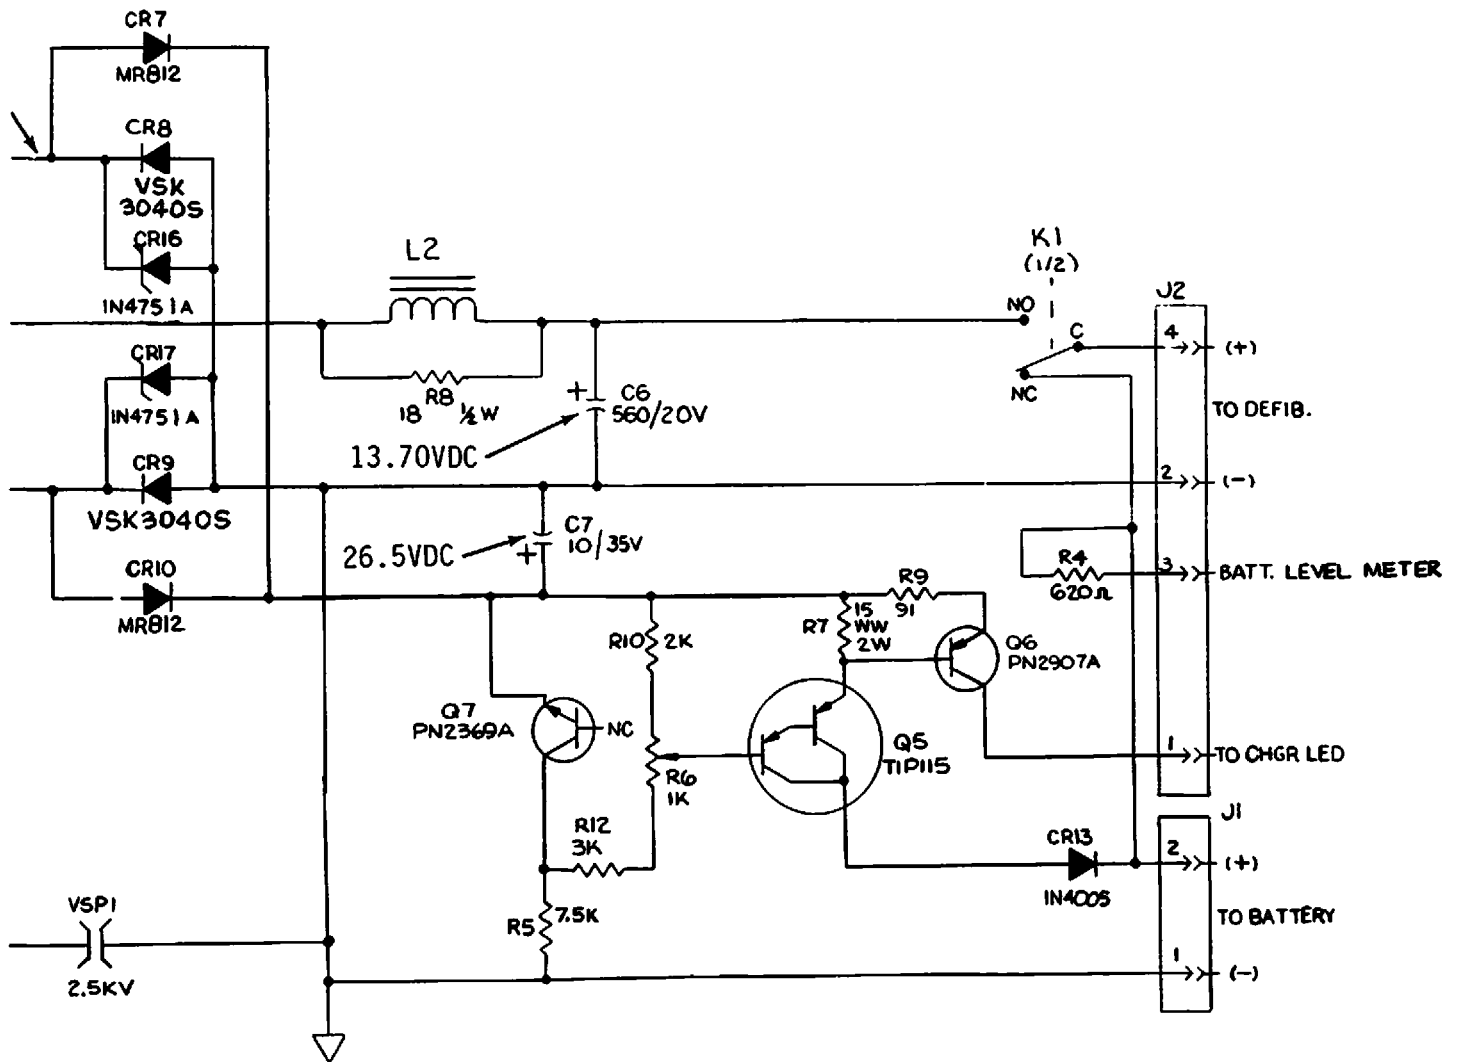 CR7
MR812
CR8
VSK
3040S
CR16
1N4751A
L2
K1
(1/2)
NO
J2
4
C
(+)
CR17
1N4751A
R8
18 ½W
C6
560/20V
NC
TO DEFIB.
13.70VDC
CR9
VSK3040S
2
(-)
26.5VDC
C7
10/35V
CR10
MR812
R4
620Ω
3
BATT. LEVEL METER
R9
91
R10
2K
R7
15
WW
2W
Q6
PN2907A
Q7
PN2369A
NC
R6
1K
Q5
TIP115
1
TO CHGR LED
R12
3K
J1
CR13
1N4005
2
(+)
VSP1
2.5KV
R5
7.5K
TO BATTERY
1
(-)
+
+